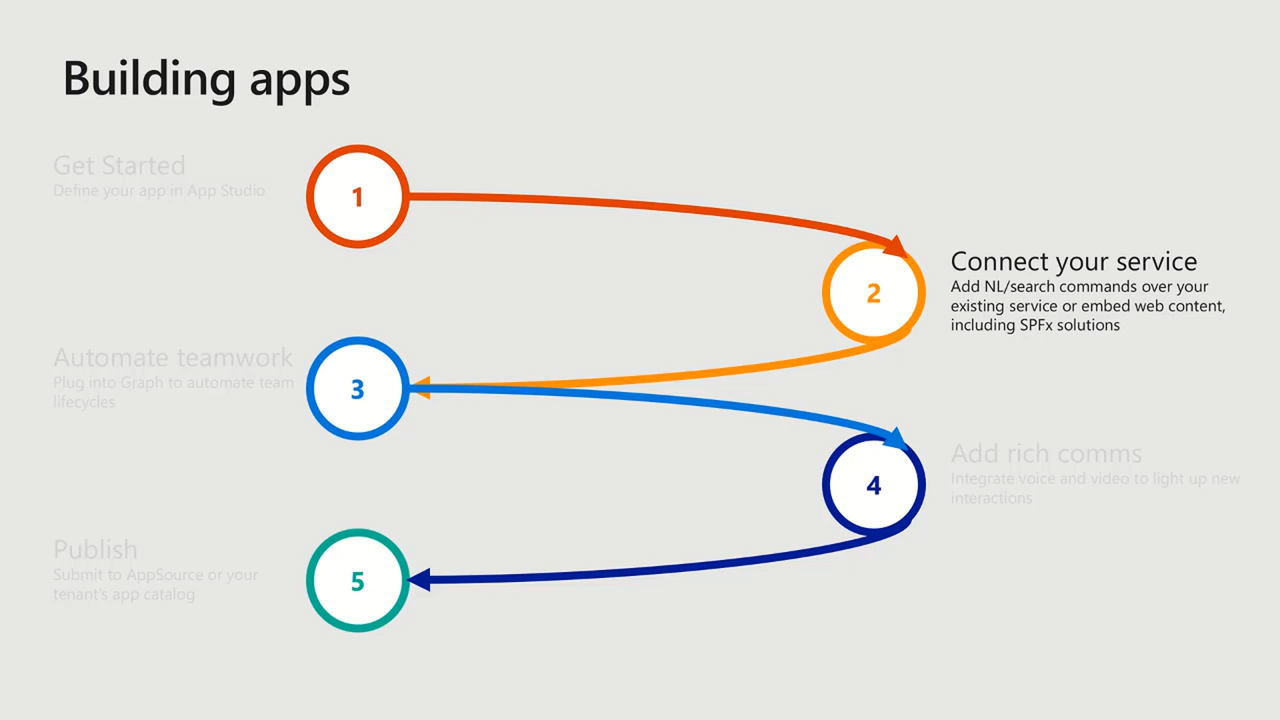 Building apps
Get Started
Define your app in App Studio
1
2
Connect your service
Add NL/search commands over your
existing service or embed web content,
including SPFx solutions
Automate teamwork
Plug into Graph to automate team
lifecycles
3
4
Add rich comms
Integrate voice and video to light up new
interactions
Publish
Submit to AppSource or your
tenant's app catalog
5